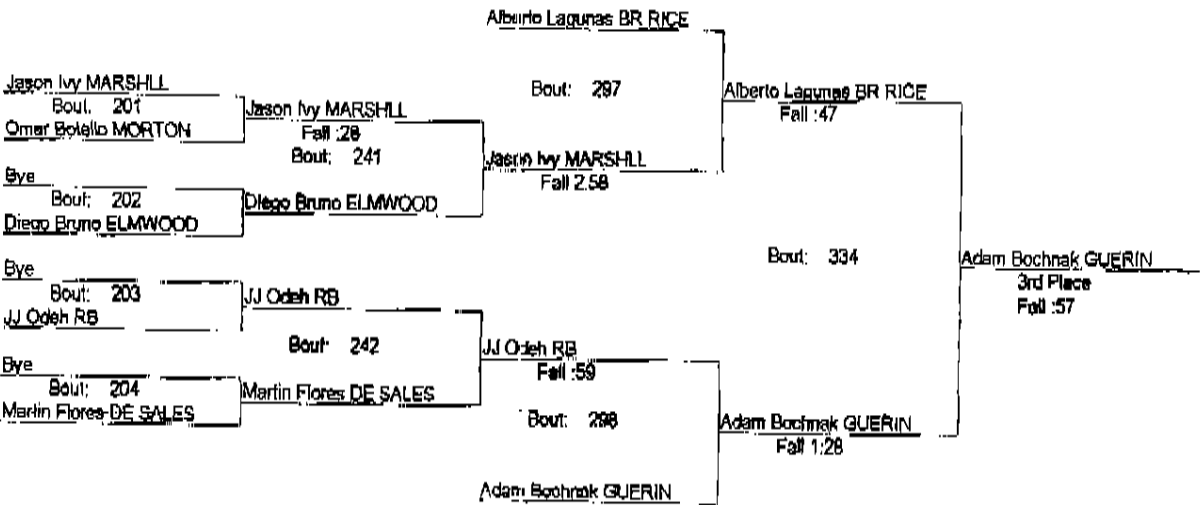 Alberto Lagunas BR RICE
Jason Ivy MARSHLL
Bout: 201
Omar Botello MORTON
Jason Ivy MARSHLL
Fall :28
Bout: 241
Bye
Bout: 202
Diego Bruno ELMWOOD
Diego Bruno ELMWOOD
Jason Ivy MARSHLL
Fall 2:58
Bout: 297
Alberto Lagunas BR RICE
Fall :47
Bye
Bout: 203
JJ Odeh RB
JJ Odeh RB
Bout: 242
Bye
Bout: 204
Martin Flores DE SALES
Martin Flores DE SALES
JJ Odeh RB
Fall :59
Bout: 298
Adam Bochnak GUERIN
Adam Bochnak GUERIN
Fall 1:28
Bout: 334
Adam Bochnak GUERIN
3rd Place
Fall :57